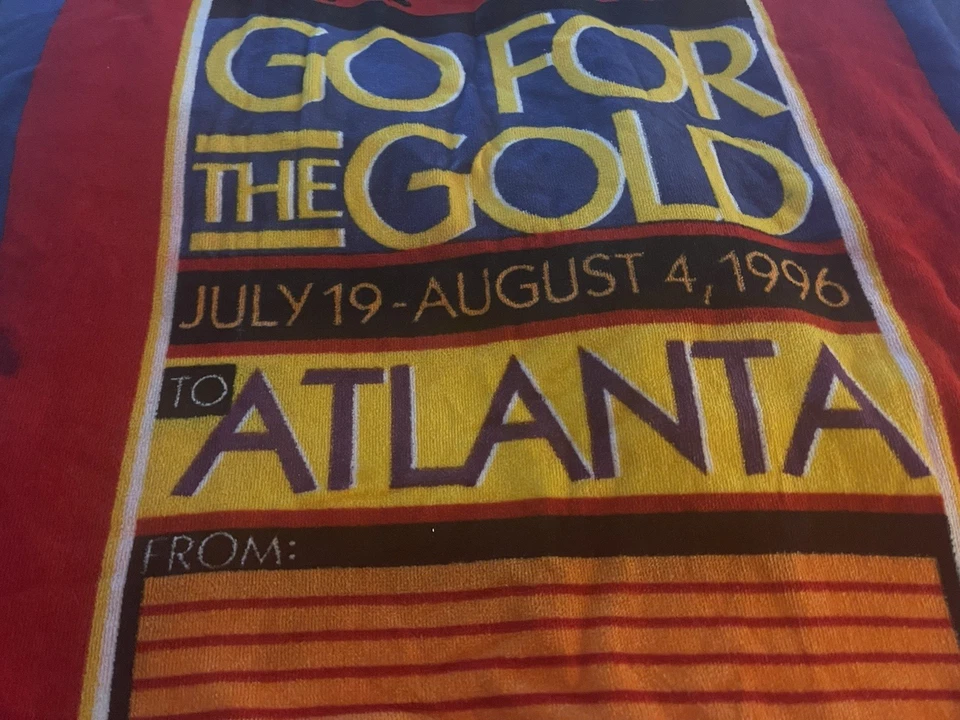 GO FOR
THE GOLD
JULY 19 - AUGUST 4, 1996
TO ATLANTA
FROM: